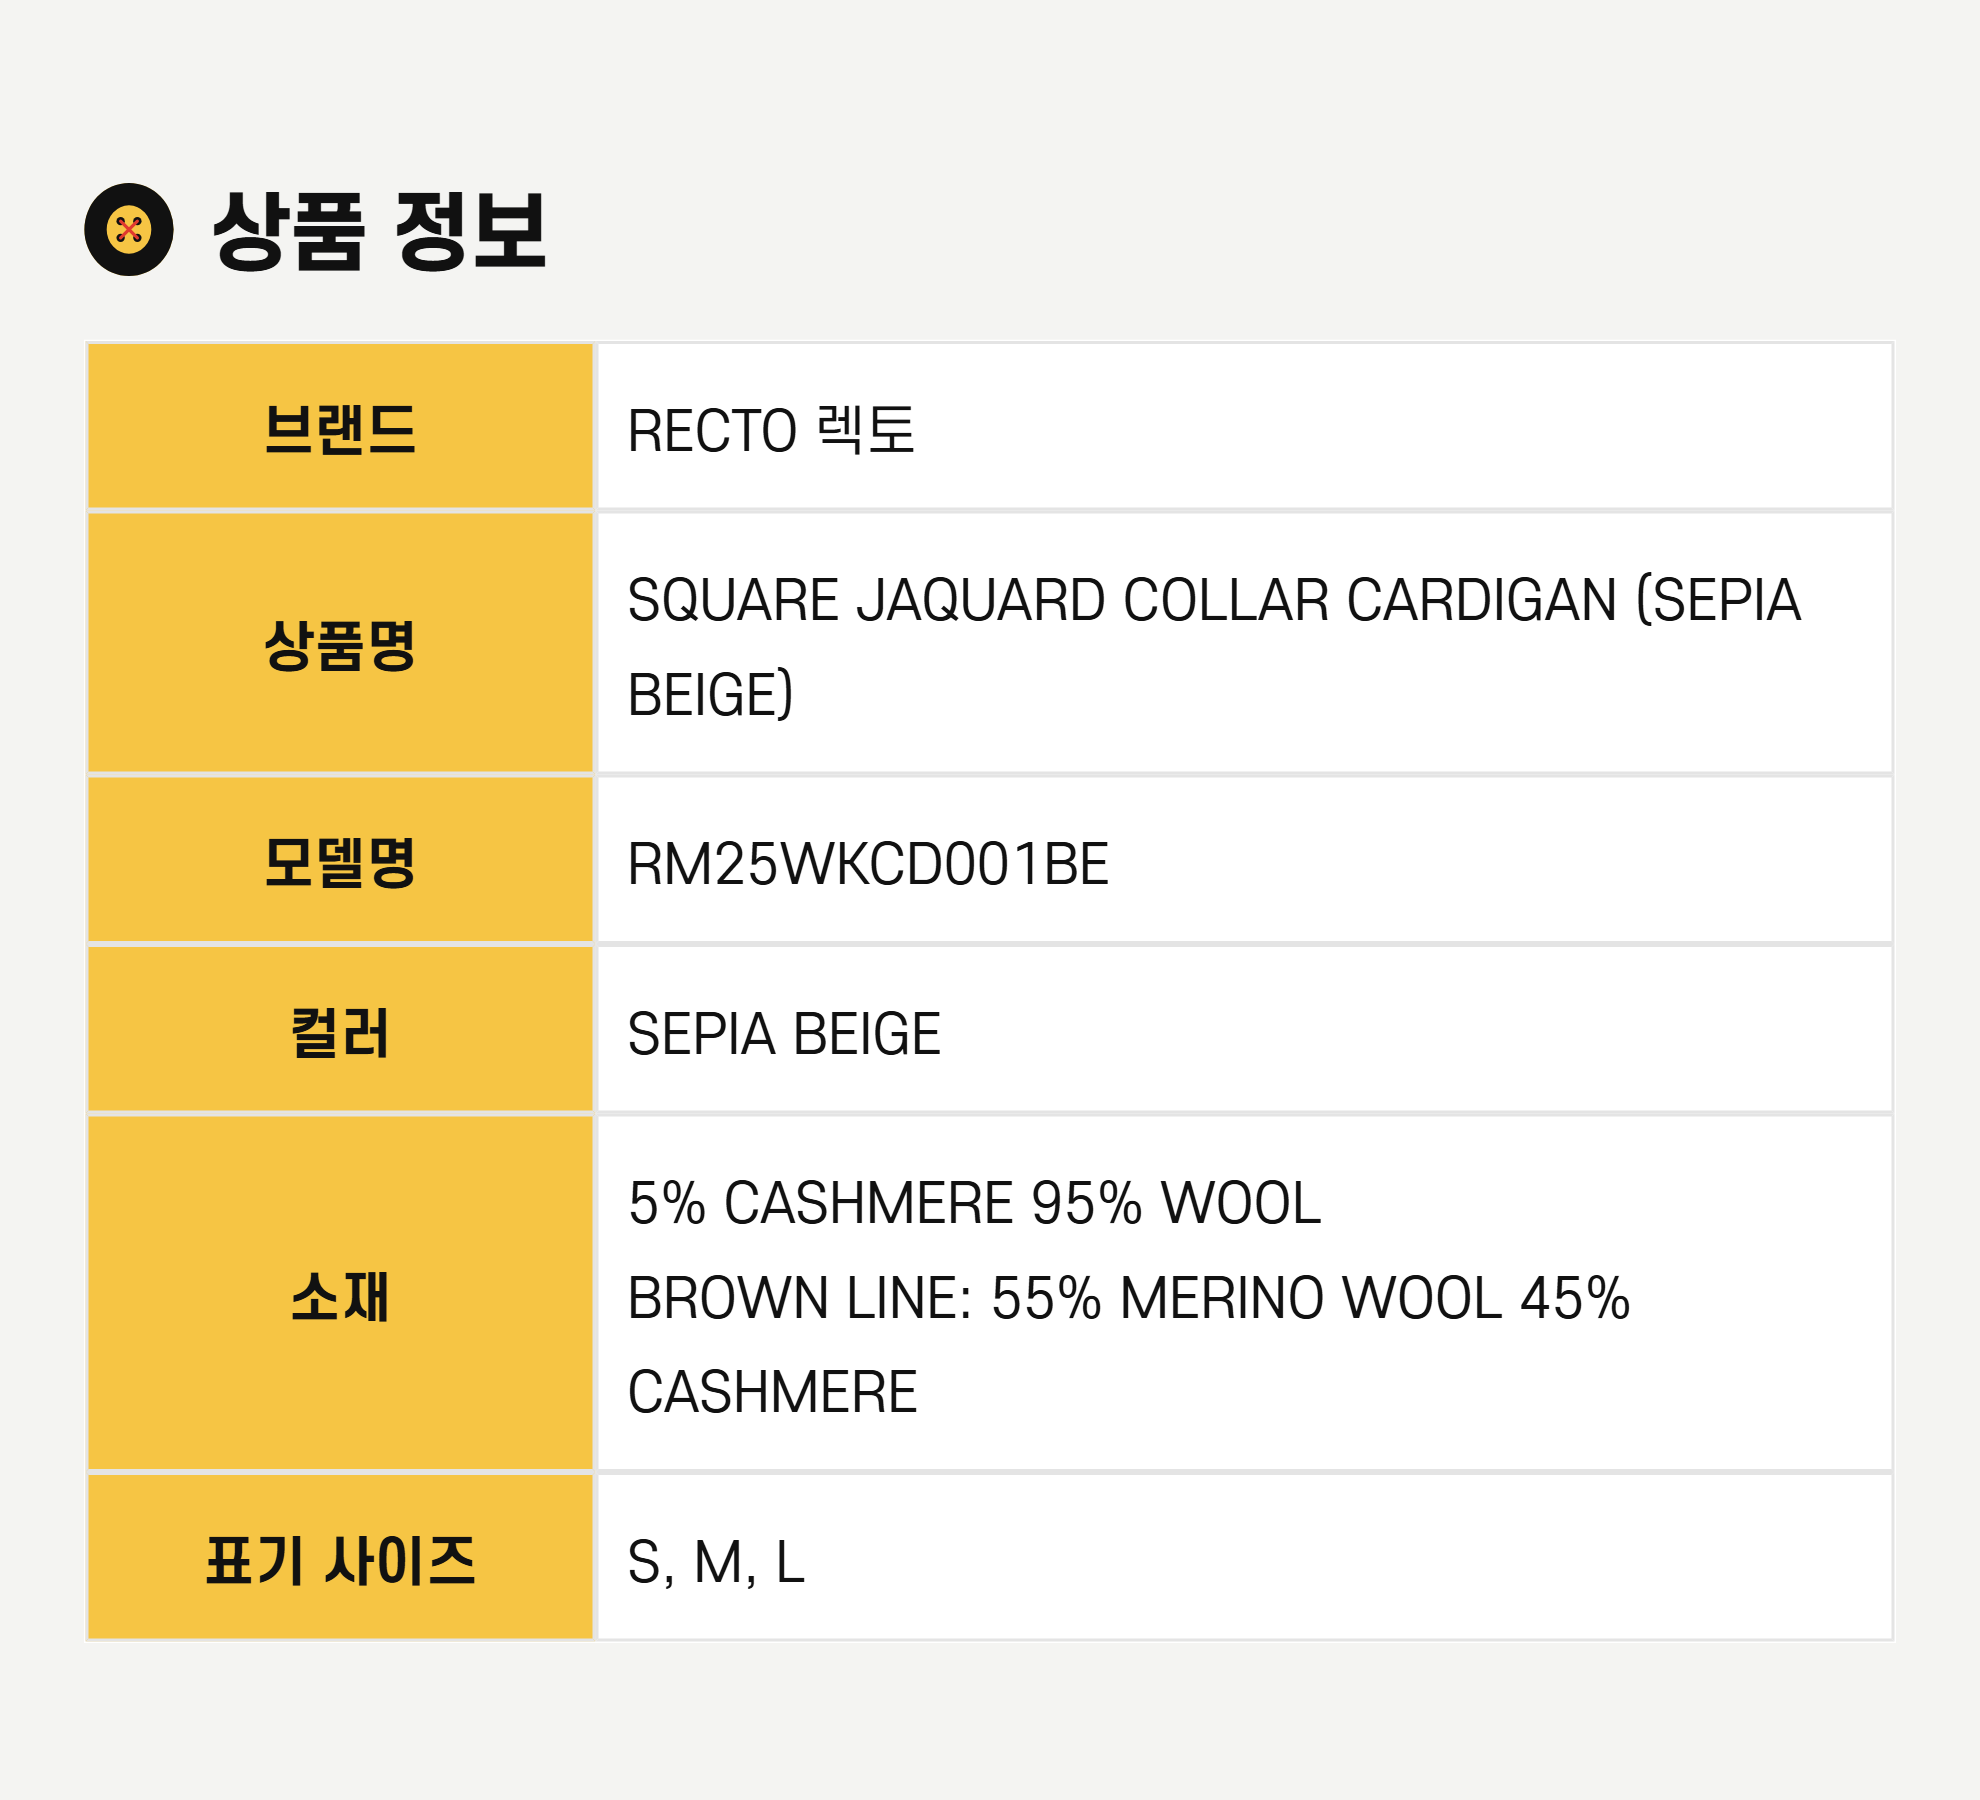 상품 정보
브랜드
RECTO 렉토
상품명
SQUARE JAQUARD COLLAR CARDIGAN (SEPIA
BEIGE)
모델명
RM25WKCD001BE
컬러
SEPIA BEIGE
소재
5% CASHMERE 95% WOOL
BROWN LINE: 55% MERINO WOOL 45%
CASHMERE
표기 사이즈
S, M, L